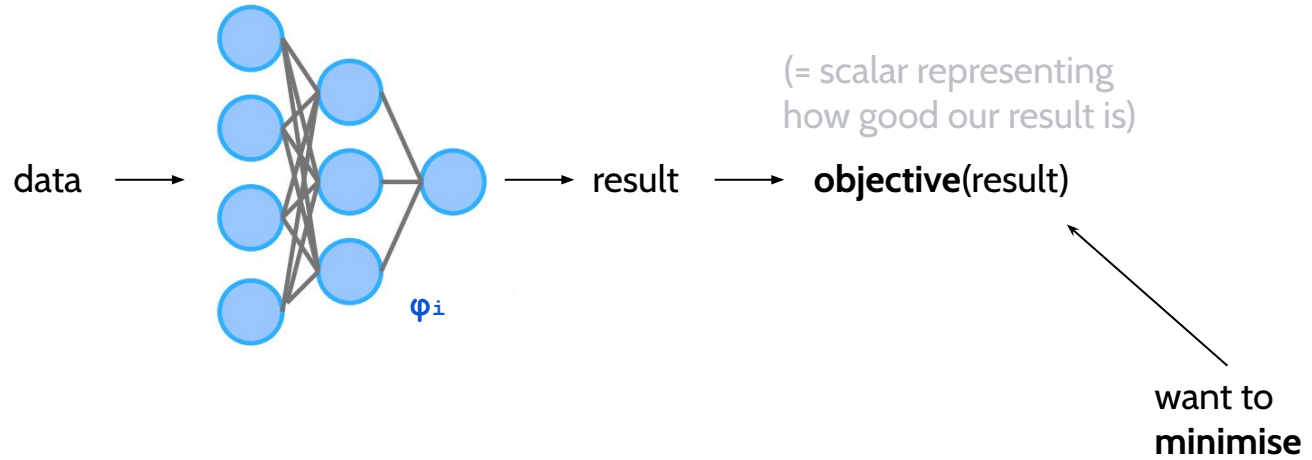 (= scalar representing
how good our result is)
data
result
objective(result)
φi
want to
minimise